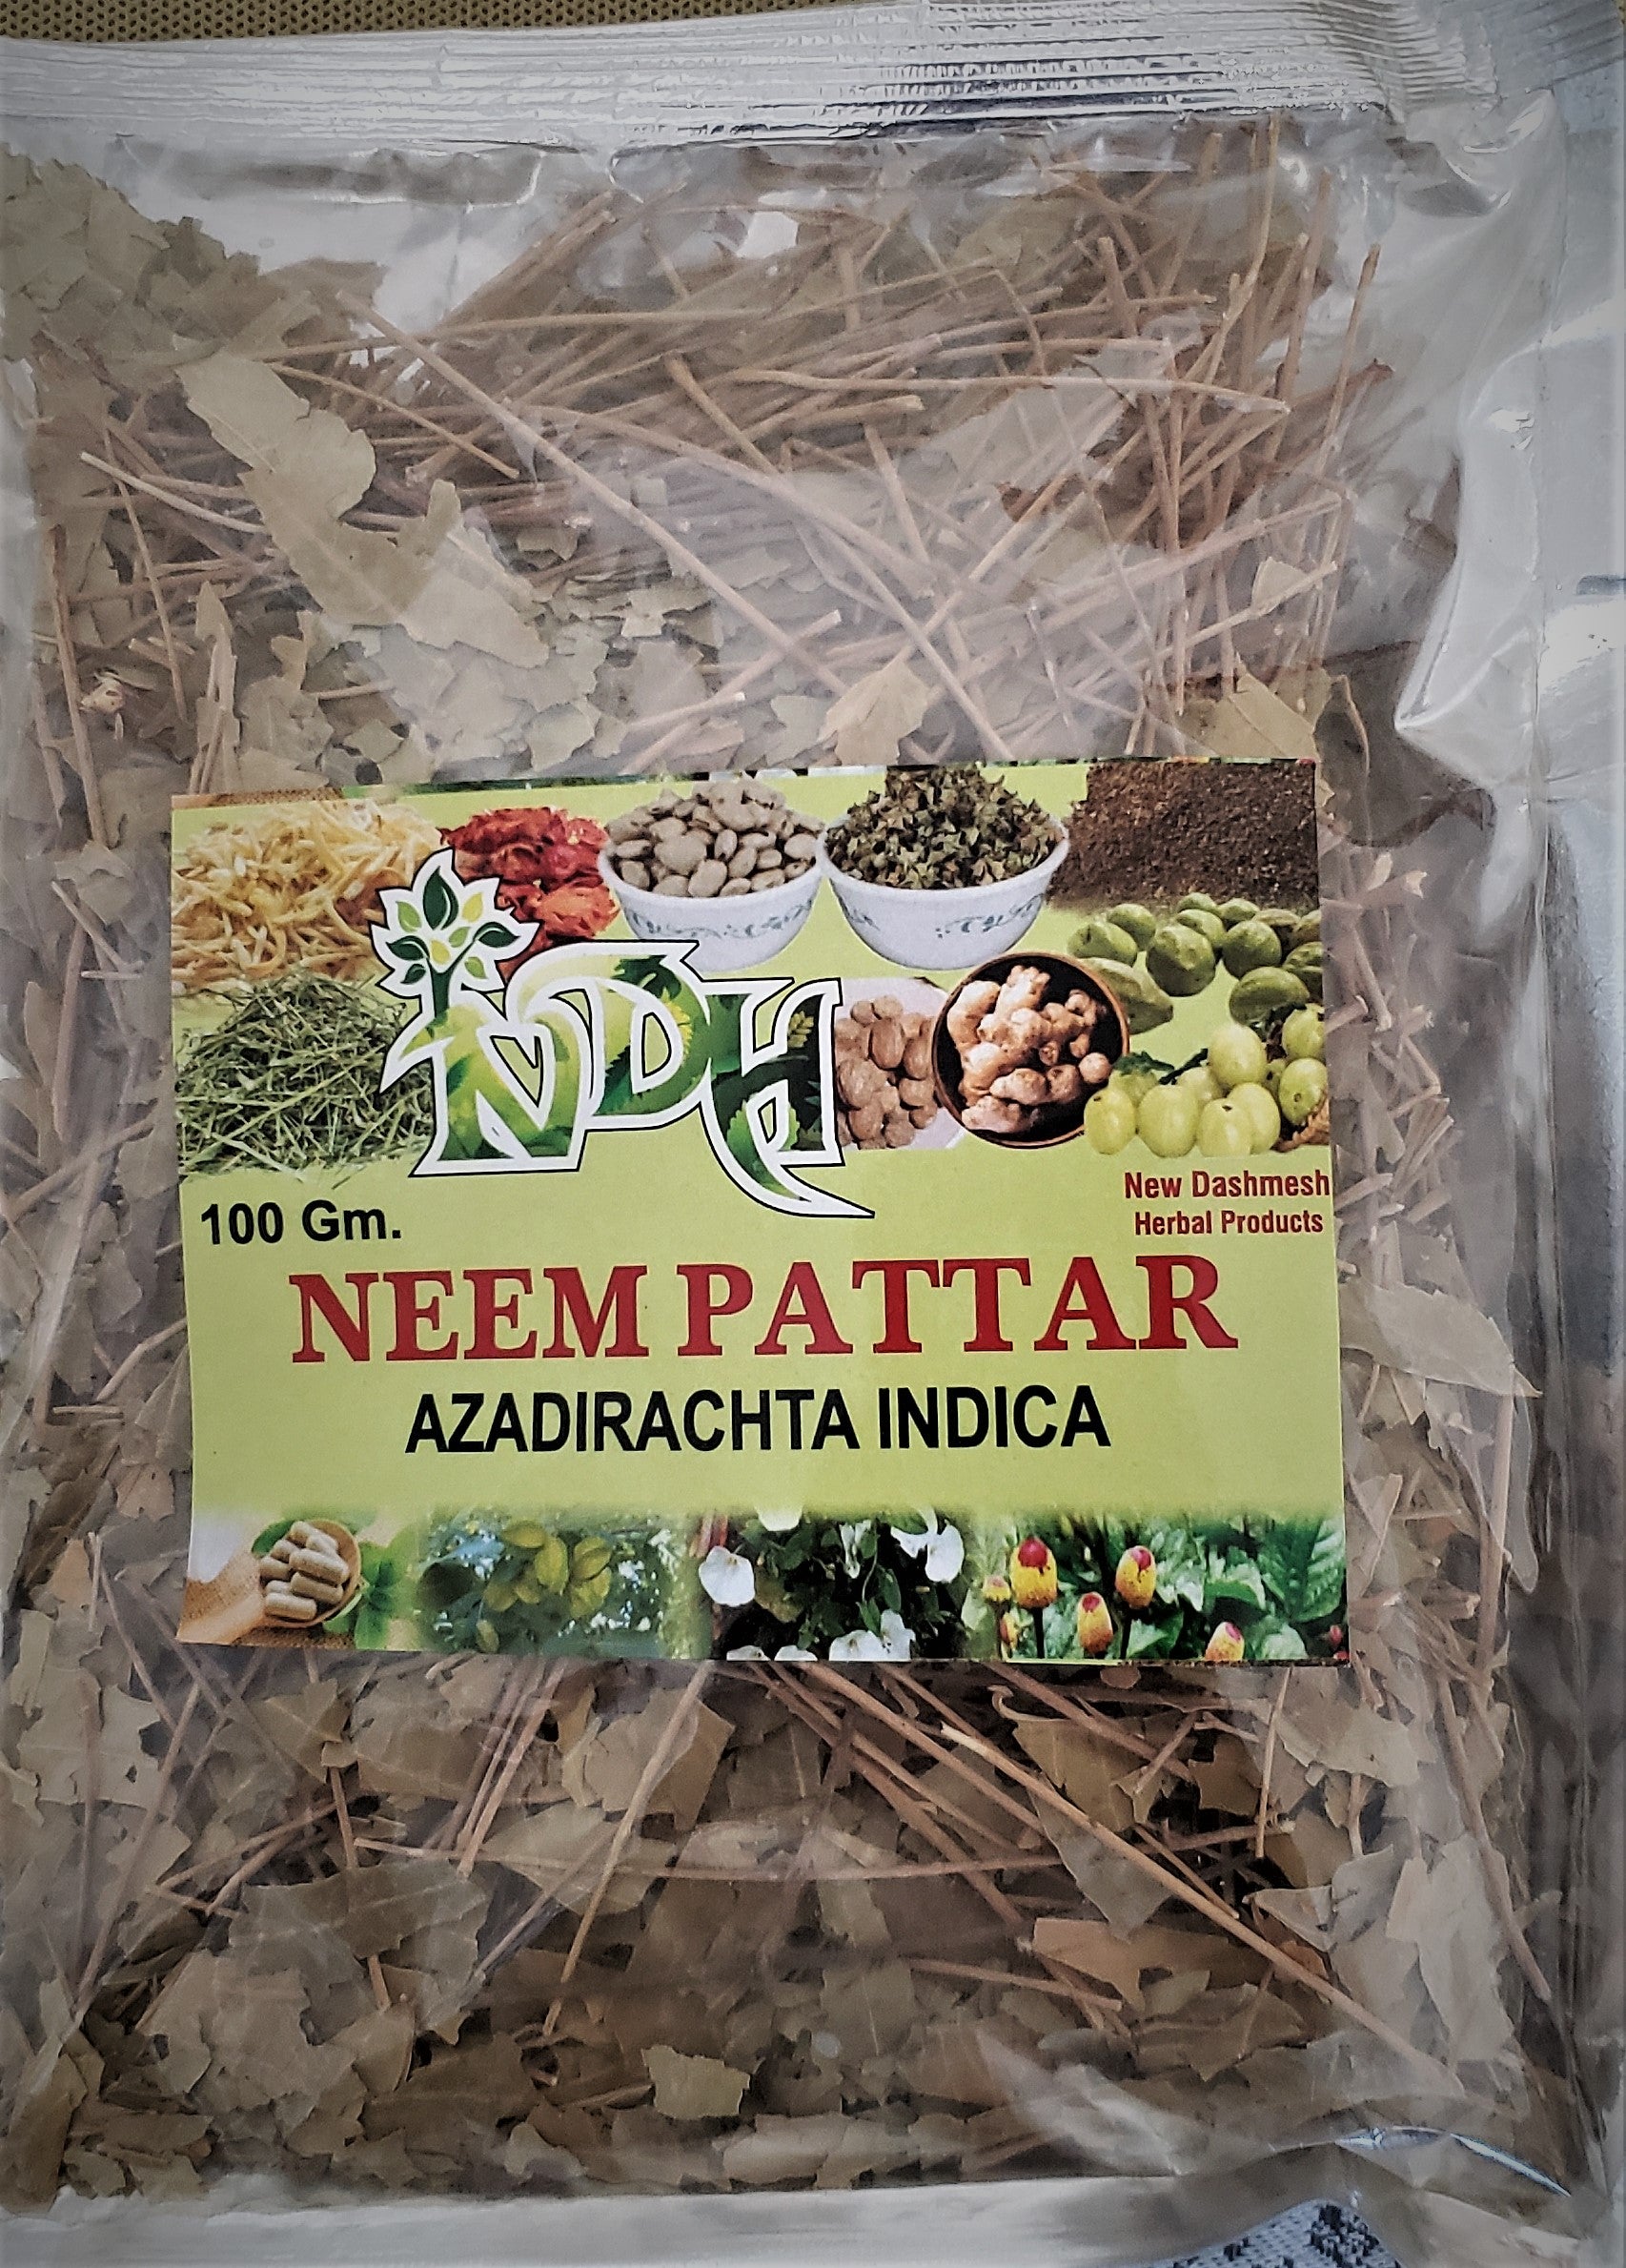 NDH
100 Gm.
New Dashmesh
Herbal Products
NEEM PATTAR
AZADIRACHTA INDICA